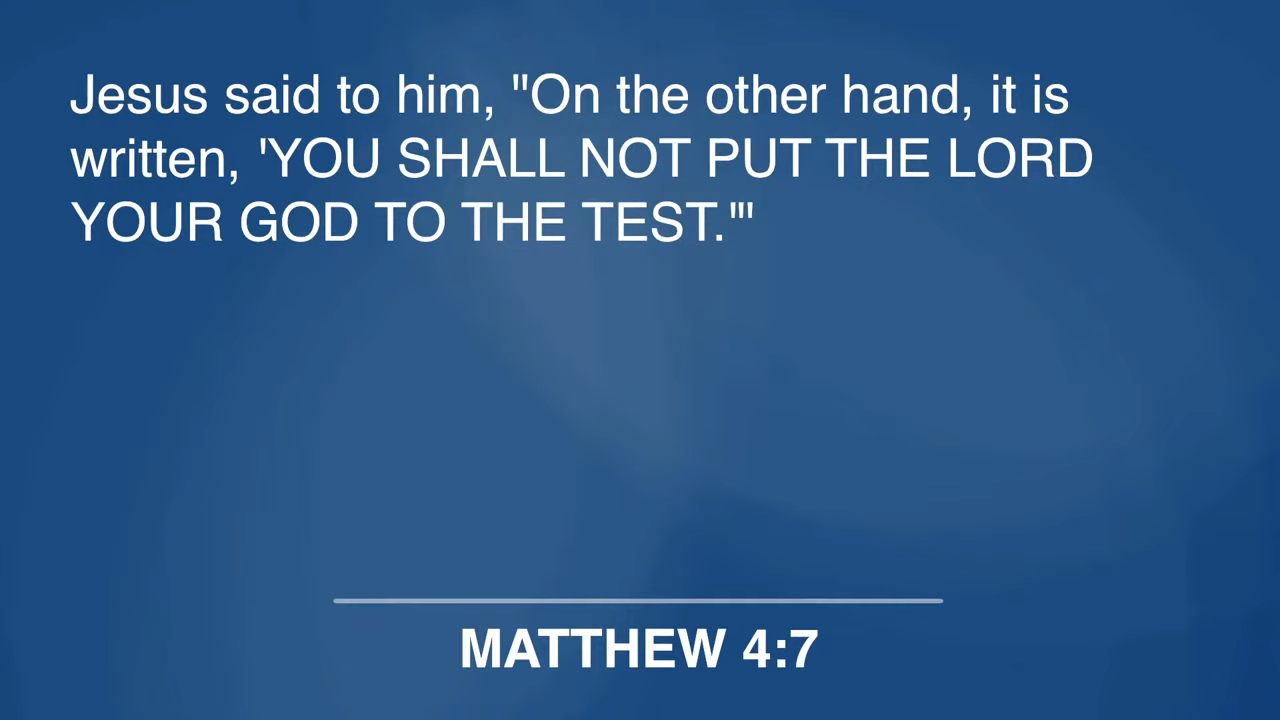 Jesus said to him, "On the other hand, it is
written, 'YOU SHALL NOT PUT THE LORD
YOUR GOD TO THE TEST.'"
MATTHEW 4:7